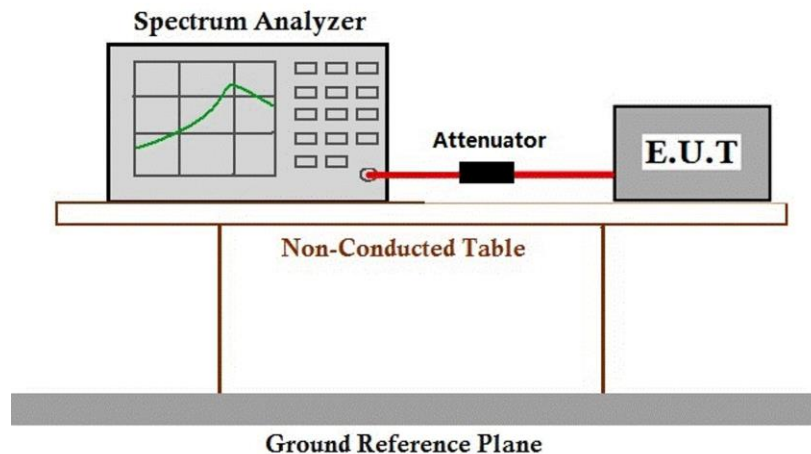 Spectrum Analyzer
Attenuator
E.U.T
Non-Conducted Table
Ground Reference Plane